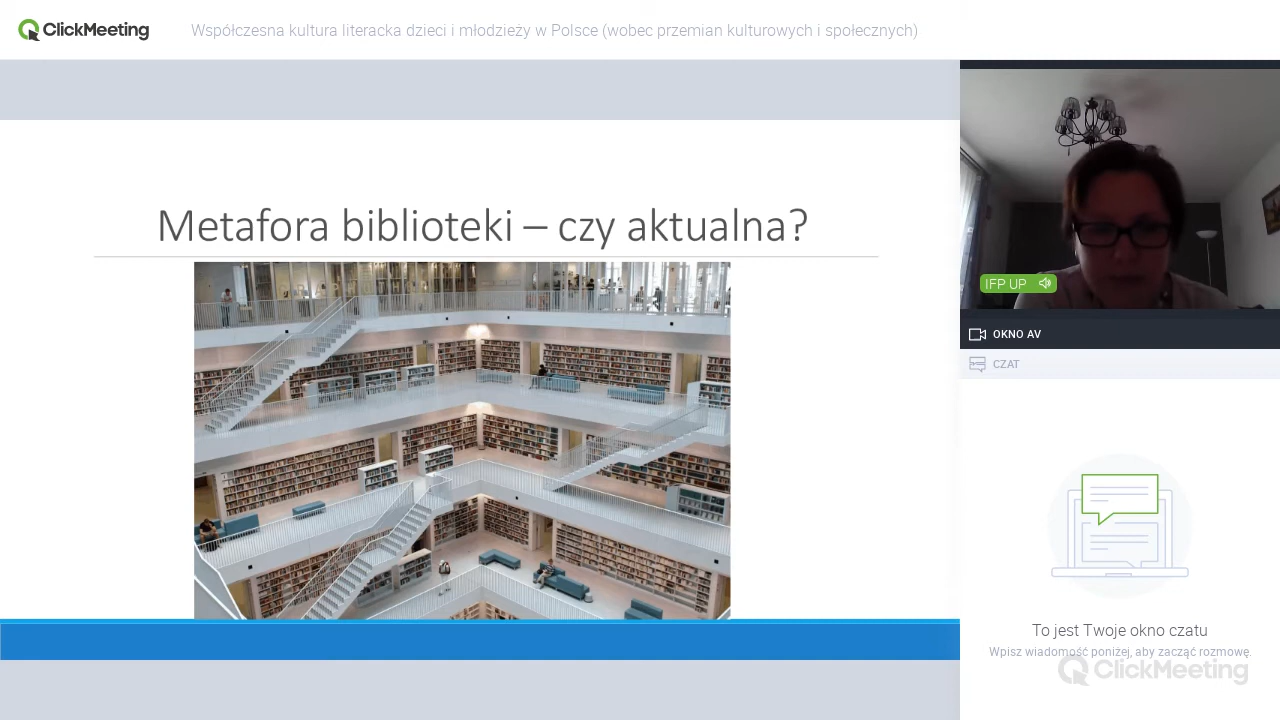 ClickMeeting
Współczesna kultura literacka dzieci i młodzieży w Polsce (wobec przemian kulturowych i społecznych)
Metafora biblioteki – czy aktualna?
IFP UP
OKNO AV
CZAT
To jest Twoje okno czatu
Wpisz wiadomość poniżej, aby zacząć rozmowę.
ClickMeeting